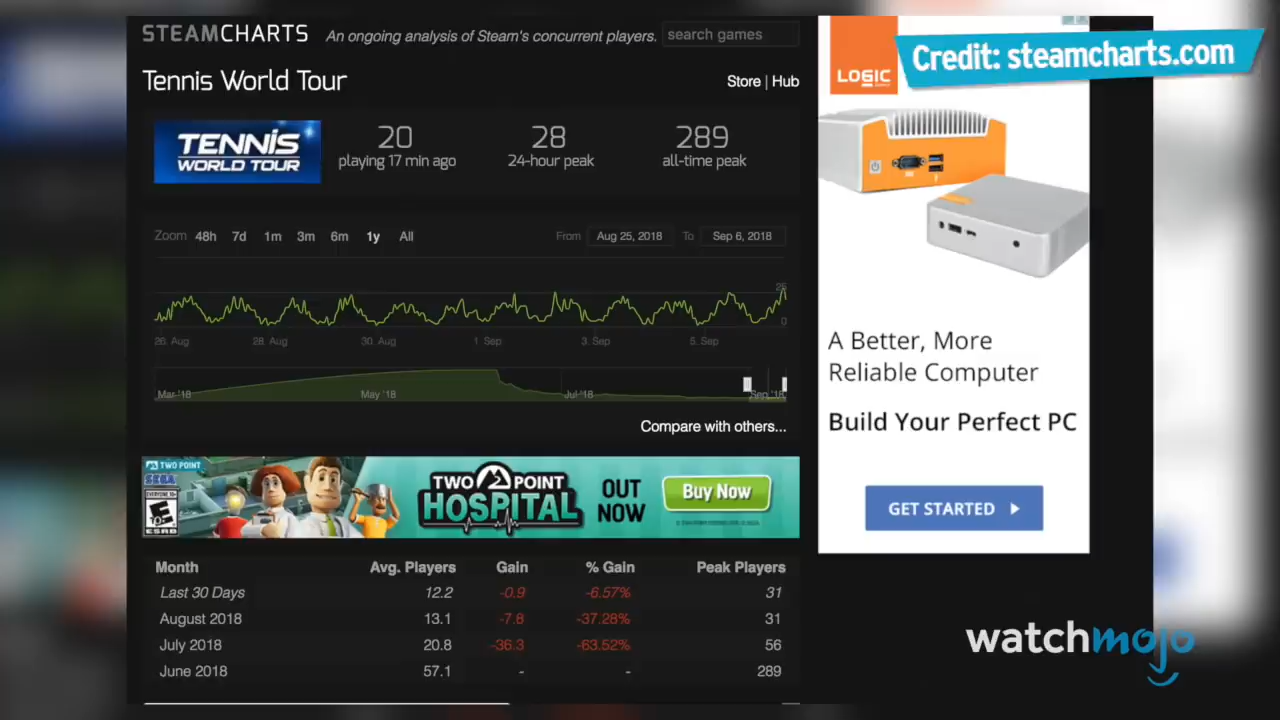 STEAMCHARTS An ongoing analysis of Steam's concurrent players. search games
Credit: steamcharts.com
LOGIC
Tennis World Tour Store | Hub
TENNIS
WORLD TOUR
20 28 289
playing 17 min ago 24-hour peak all-time peak
Zoom 48h 7d 1m 3m 6m 1y All From Aug 25, 2018 To Sep 6, 2018
25
0
26. Aug 28. Aug 30. Aug 1. Sep 3. Sep 5. Sep
Mar '18 May '18 Jul '18 Sep '18
Compare with others...
A Better, More
Reliable Computer
Build Your Perfect PC
GET STARTED
TWO POINT
SEGA
EVERYONE 10+
E
ESRB
TWO POINT
HOSPITAL
OUT
NOW
Buy Now
Month Avg. Players Gain % Gain Peak Players
Last 30 Days 12.2 -0.9 -6.57% 31
August 2018 13.1 -7.8 -37.28% 31
July 2018 20.8 -36.3 -63.52% 56
June 2018 57.1 - - 289
watchmojo